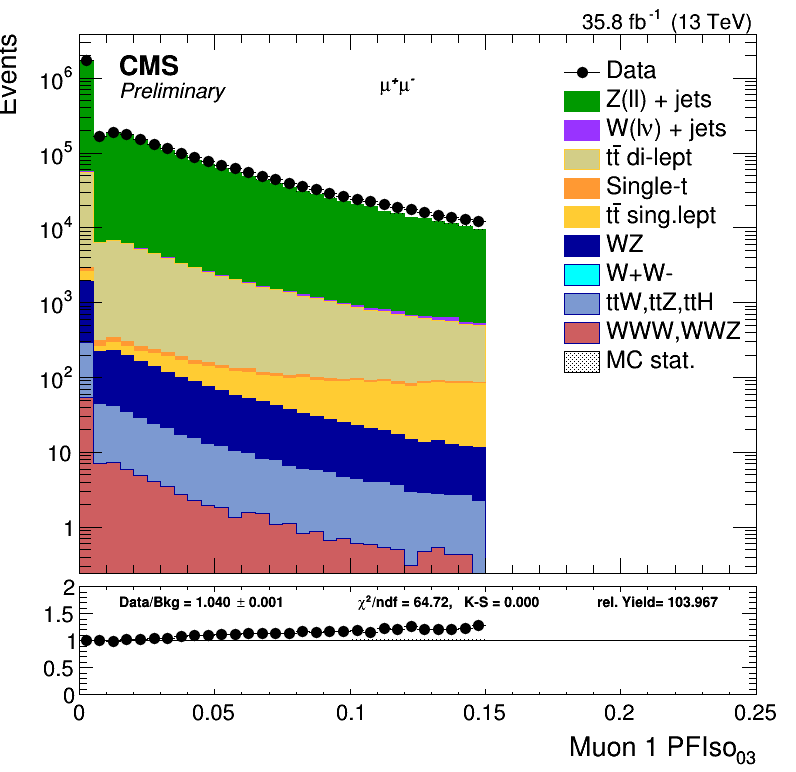 35.8 fb⁻¹ (13 TeV)
Events
CMS
Preliminary
μ⁺μ⁻
Data
Z(ll) + jets
W(lν) + jets
tt̄ di-lept
Single-t
tt̄ sing.lept
WZ
W+W-
ttW,ttZ,ttH
WWW,WWZ
MC stat.
10⁶
10⁵
10⁴
10³
10²
10
1
Data/Bkg = 1.040 ± 0.001
χ²/ndf = 64.72, K-S = 0.000
rel. Yield= 103.967
2
1.5
1
0.5
0
0 0.05 0.1 0.15 0.2 0.25
Muon 1 PFIso₀₃